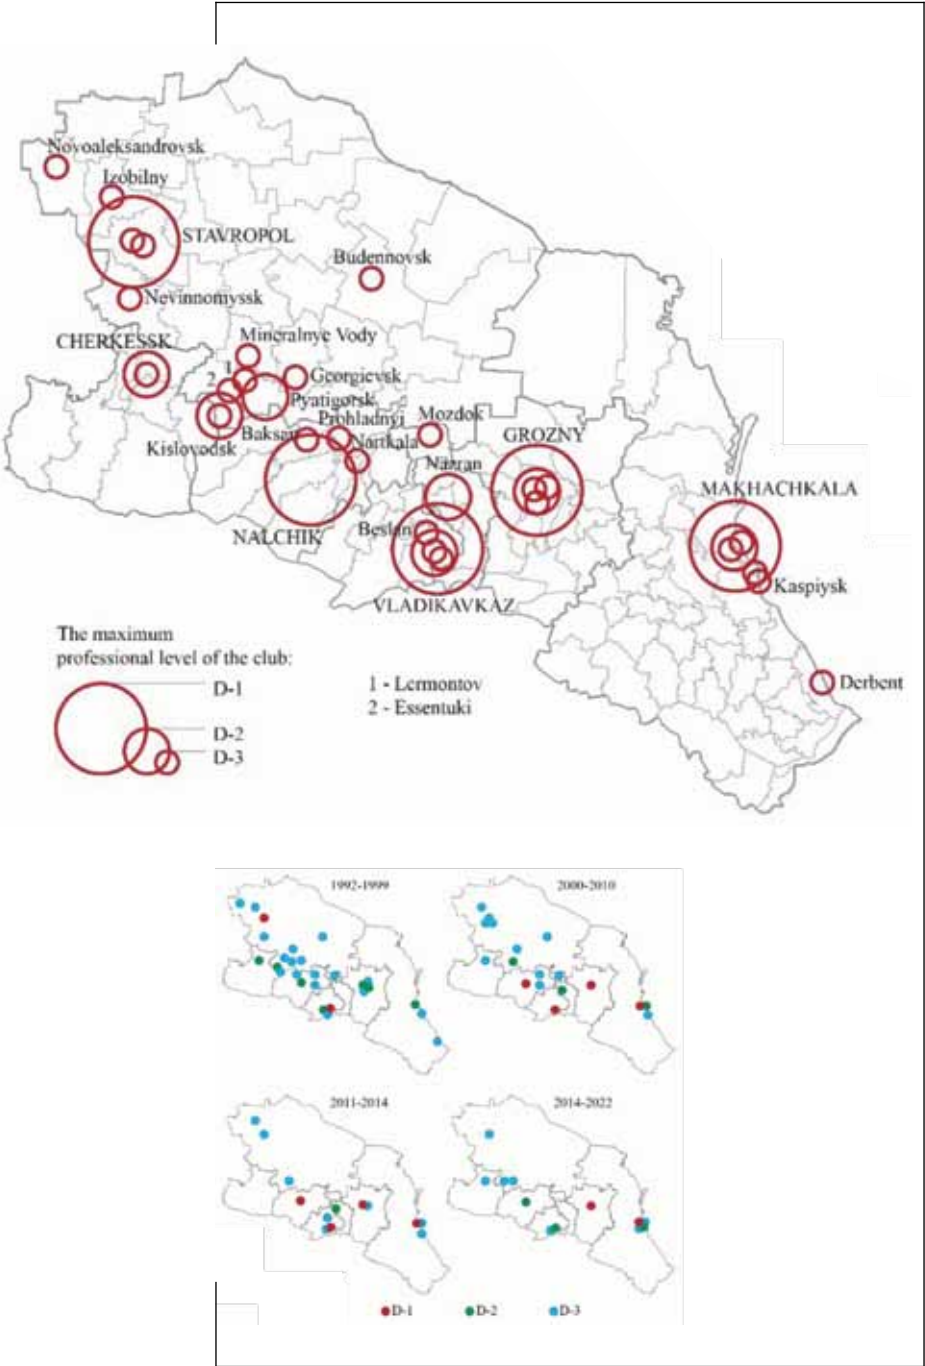 Novoaleksandrovsk
Izobilny
STAVROPOL
Budennovsk
Nevinnomyssk
Mineralnye Vody
CHERKESSK
1
2
Georgievsk
Pyatigorsk
Prohladnyi
Mozdok
Baksan
Nartkala
GROZNY
Kislovodsk
Nazran
MAKHACHKALA
NALCHIK
Beslan
Kaspiysk
VLADIKAVKAZ
The maximum
professional level of the club:
D-1
D-2
D-3
1 - Lermontov
2 - Essentuki
Derbent
1992-1999
2000-2010
2011-2014
2014-2022
D-1
D-2
D-3